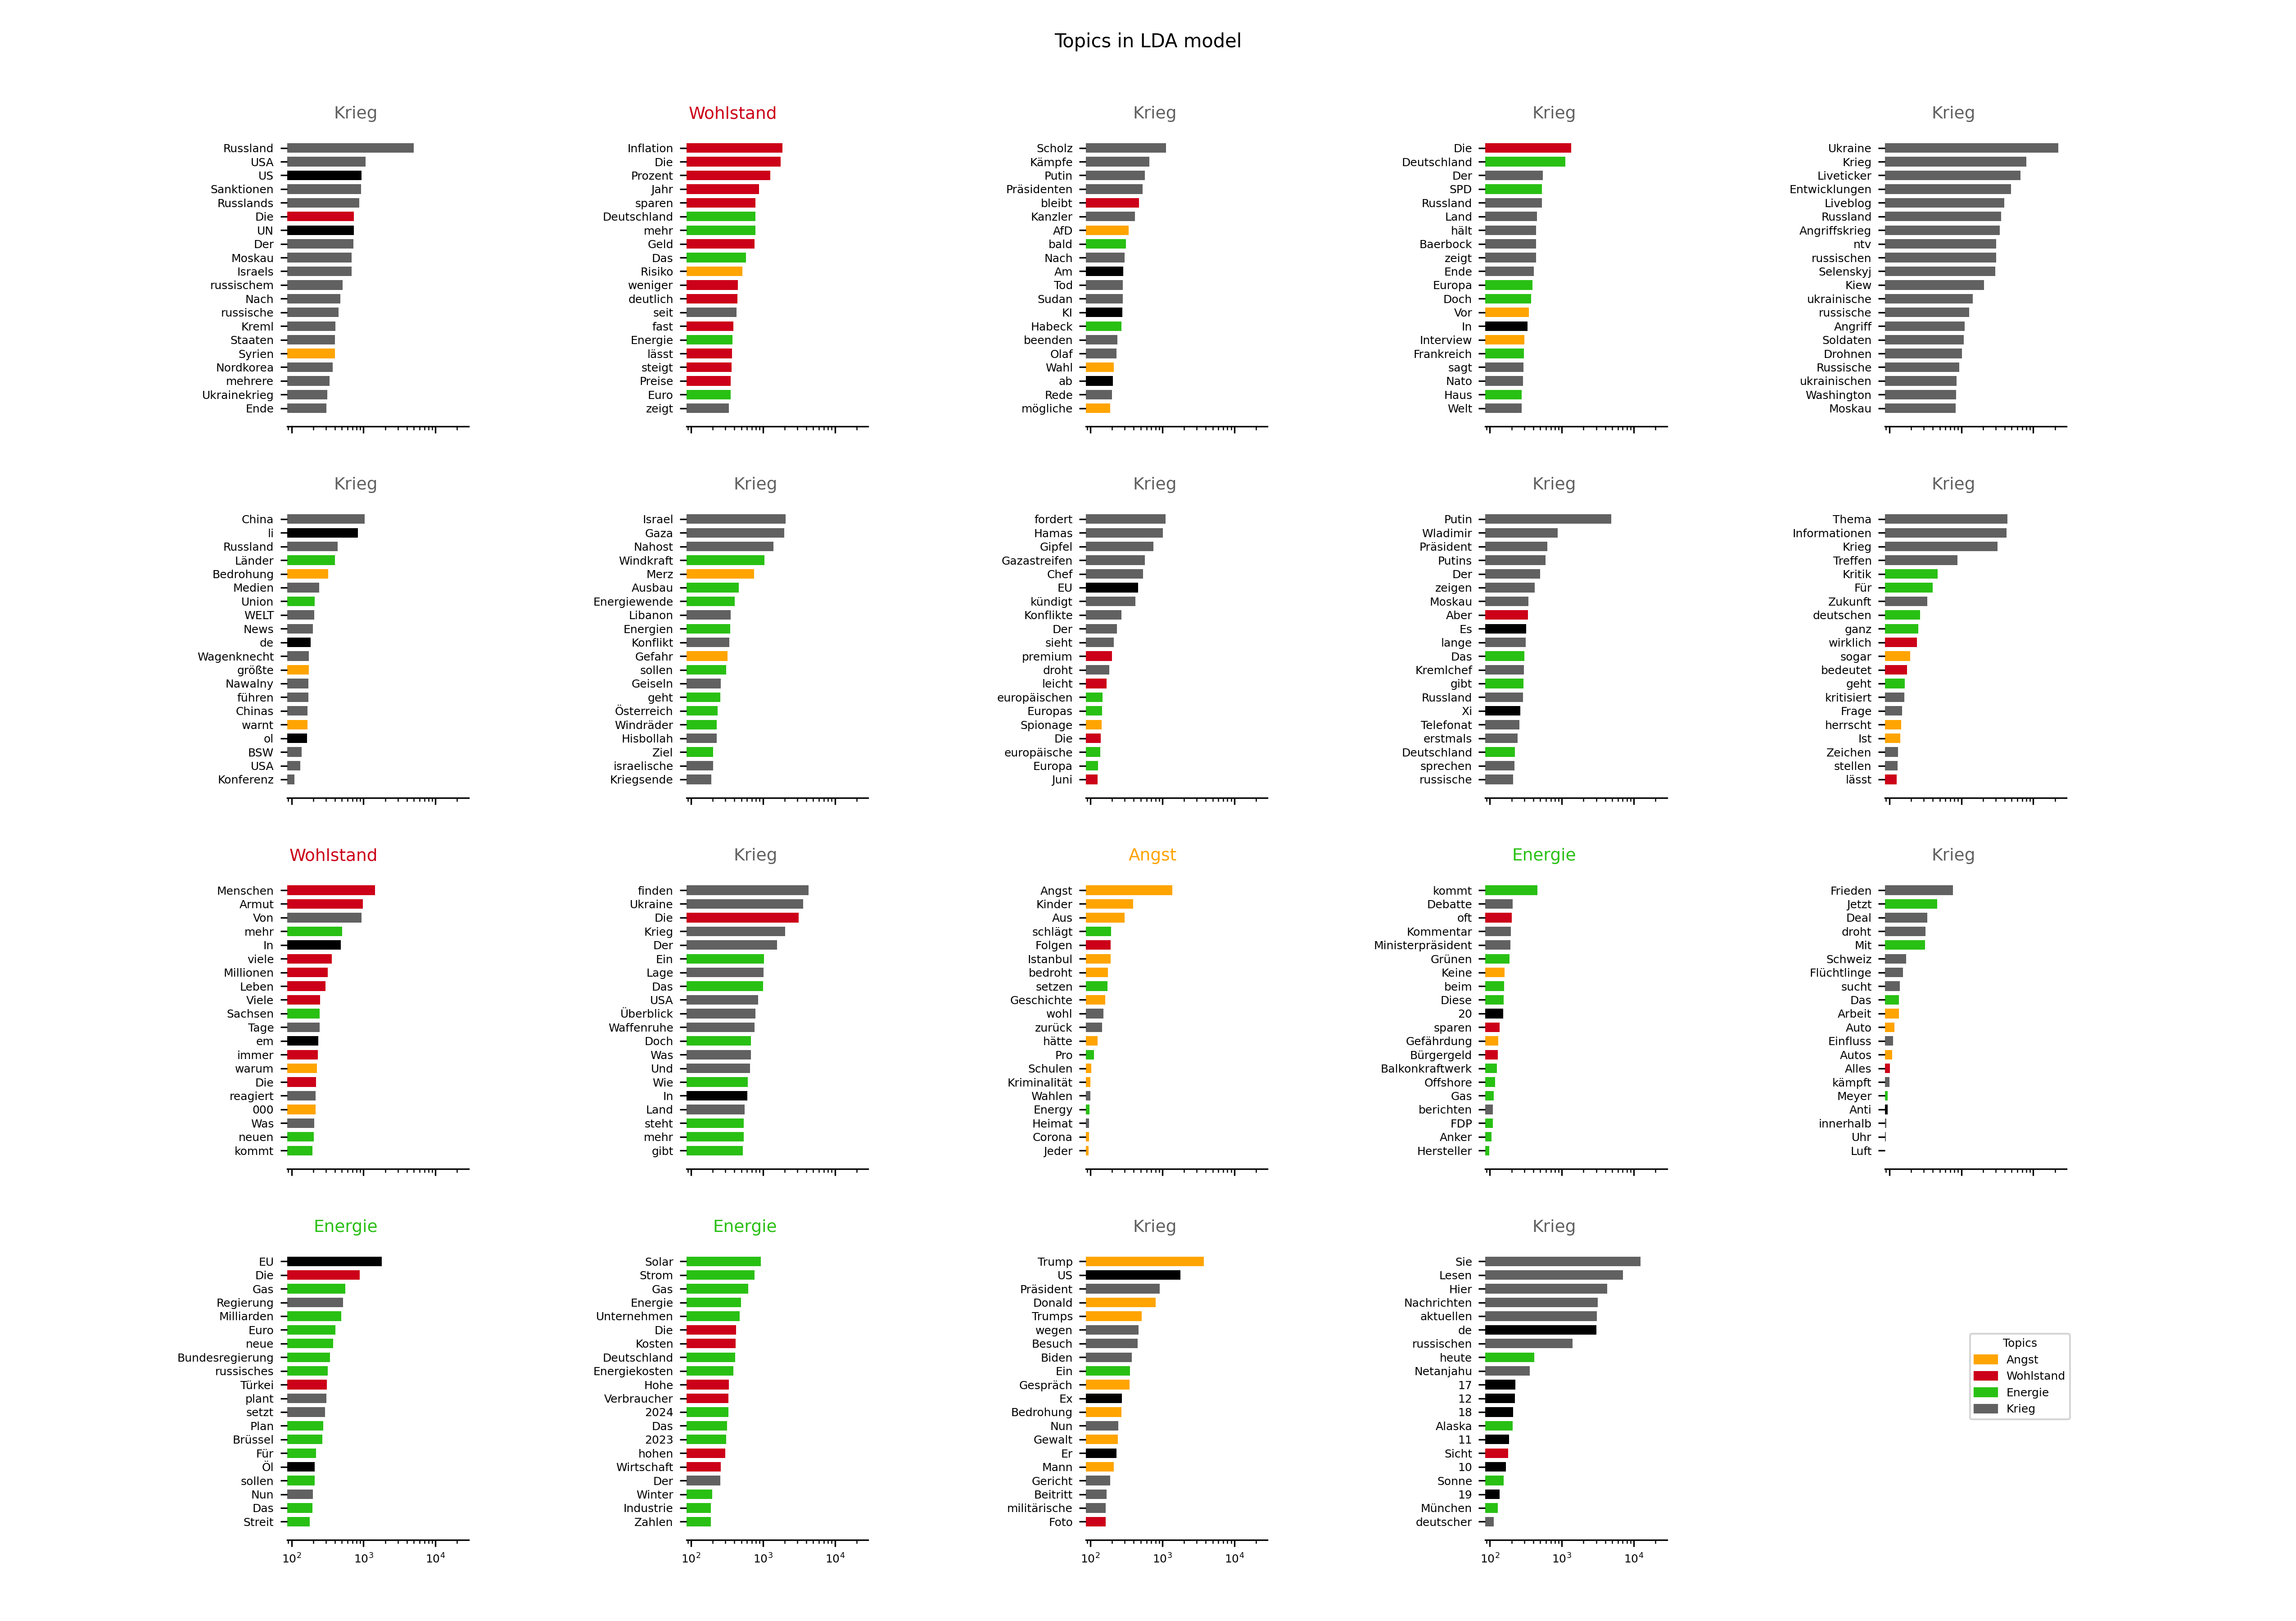 Topics in LDA model
Krieg
Russland
USA
US
Sanktionen
Russlands
Die
UN
Der
Moskau
Israels
russischem
Nach
russische
Kreml
Staaten
Syrien
Nordkorea
mehrere
Ukrainekrieg
Ende
Wohlstand
Inflation
Die
Prozent
Jahr
sparen
Deutschland
mehr
Geld
Das
Risiko
weniger
deutlich
seit
fast
Energie
lässt
steigt
Preise
Euro
zeigt
Krieg
Scholz
Kämpfe
Putin
Präsidenten
bleibt
Kanzler
AfD
bald
Nach
Am
Tod
Sudan
KI
Habeck
beenden
Olaf
Wahl
ab
Rede
mögliche
Krieg
Die
Deutschland
Der
SPD
Russland
Land
hält
Baerbock
zeigt
Ende
Europa
Doch
Vor
In
Interview
Frankreich
sagt
Nato
Haus
Welt
Krieg
Ukraine
Krieg
Liveticker
Entwicklungen
Liveblog
Russland
Angriffskrieg
ntv
russischen
Selenskyj
Kiew
ukrainische
russische
Angriff
Soldaten
Drohnen
Russische
ukrainischen
Washington
Moskau
Krieg
China
li
Russland
Länder
Bedrohung
Medien
Union
WELT
News
de
Wagenknecht
größte
Nawalny
führen
Chinas
warnt
ol
BSW
USA
Konferenz
Krieg
Israel
Gaza
Nahost
Windkraft
Merz
Ausbau
Energiewende
Libanon
Energien
Konflikt
Gefahr
sollen
Geiseln
geht
Österreich
Windräder
Hisbollah
Ziel
israelische
Kriegsende
Krieg
fordert
Hamas
Gipfel
Gazastreifen
Chef
EU
kündigt
Konflikte
Der
sieht
premium
droht
leicht
europäischen
Europas
Spionage
Die
europäische
Europa
Juni
Krieg
Putin
Wladimir
Präsident
Putins
Der
zeigen
Moskau
Aber
Es
lange
Das
Kremlchef
gibt
Russland
Xi
Telefonat
erstmals
Deutschland
sprechen
russische
Krieg
Thema
Informationen
Krieg
Treffen
Kritik
Für
Zukunft
deutschen
ganz
wirklich
sogar
bedeutet
geht
kritisiert
Frage
herrscht
Ist
Zeichen
stellen
lässt
Wohlstand
Menschen
Armut
Von
mehr
In
viele
Millionen
Leben
Viele
Sachsen
Tage
em
immer
warum
Die
reagiert
000
Was
neuen
kommt
Krieg
finden
Ukraine
Die
Krieg
Der
Ein
Lage
Das
USA
Überblick
Waffenruhe
Doch
Was
Und
Wie
In
Land
steht
mehr
gibt
Angst
Angst
Kinder
Aus
schlägt
Folgen
Istanbul
bedroht
setzen
Geschichte
wohl
zurück
hätte
Pro
Schulen
Kriminalität
Wahlen
Energy
Heimat
Corona
Jeder
Energie
kommt
Debatte
oft
Kommentar
Ministerpräsident
Grünen
Keine
beim
Diese
20
sparen
Gefährdung
Bürgergeld
Balkonkraftwerk
Offshore
Gas
berichten
FDP
Anker
Hersteller
Krieg
Frieden
Jetzt
Deal
droht
Mit
Schweiz
Flüchtlinge
sucht
Das
Arbeit
Auto
Einfluss
Autos
Alles
kämpft
Meyer
Anti
innerhalb
Uhr
Luft
Energie
EU
Die
Gas
Regierung
Milliarden
Euro
neue
Bundesregierung
russisches
Türkei
plant
setzt
Plan
Brüssel
Für
Öl
sollen
Nun
Das
Streit
10² 10³ 10⁴
Energie
Solar
Strom
Gas
Energie
Unternehmen
Die
Kosten
Deutschland
Energiekosten
Hohe
Verbraucher
2024
Das
2023
hohen
Wirtschaft
Der
Winter
Industrie
Zahlen
10² 10³ 10⁴
Krieg
Trump
US
Präsident
Donald
Trumps
wegen
Besuch
Biden
Ein
Gespräch
Ex
Bedrohung
Nun
Gewalt
Er
Mann
Gericht
Beitritt
militärische
Foto
10² 10³ 10⁴
Krieg
Sie
Lesen
Hier
Nachrichten
aktuellen
de
russischen
heute
Netanjahu
17
12
18
Alaska
11
Sicht
10
Sonne
19
München
deutscher
10² 10³ 10⁴
Topics
Angst
Wohlstand
Energie
Krieg